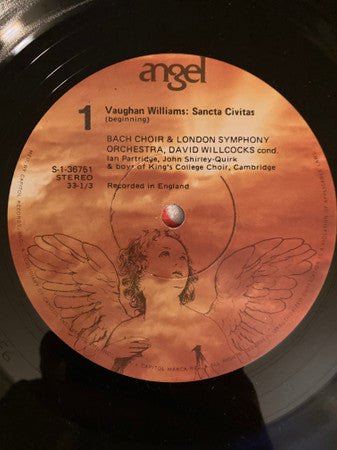 angel
1
Vaughan Williams: Sancta Civitas
(beginning)
BACH CHOIR & LONDON SYMPHONY
ORCHESTRA, DAVID WILLCOCKS cond.
Ian Partridge, John Shirley-Quirk
& boys of King's College Choir, Cambridge
S-1-36751
STEREO
33-1/3
Recorded in England